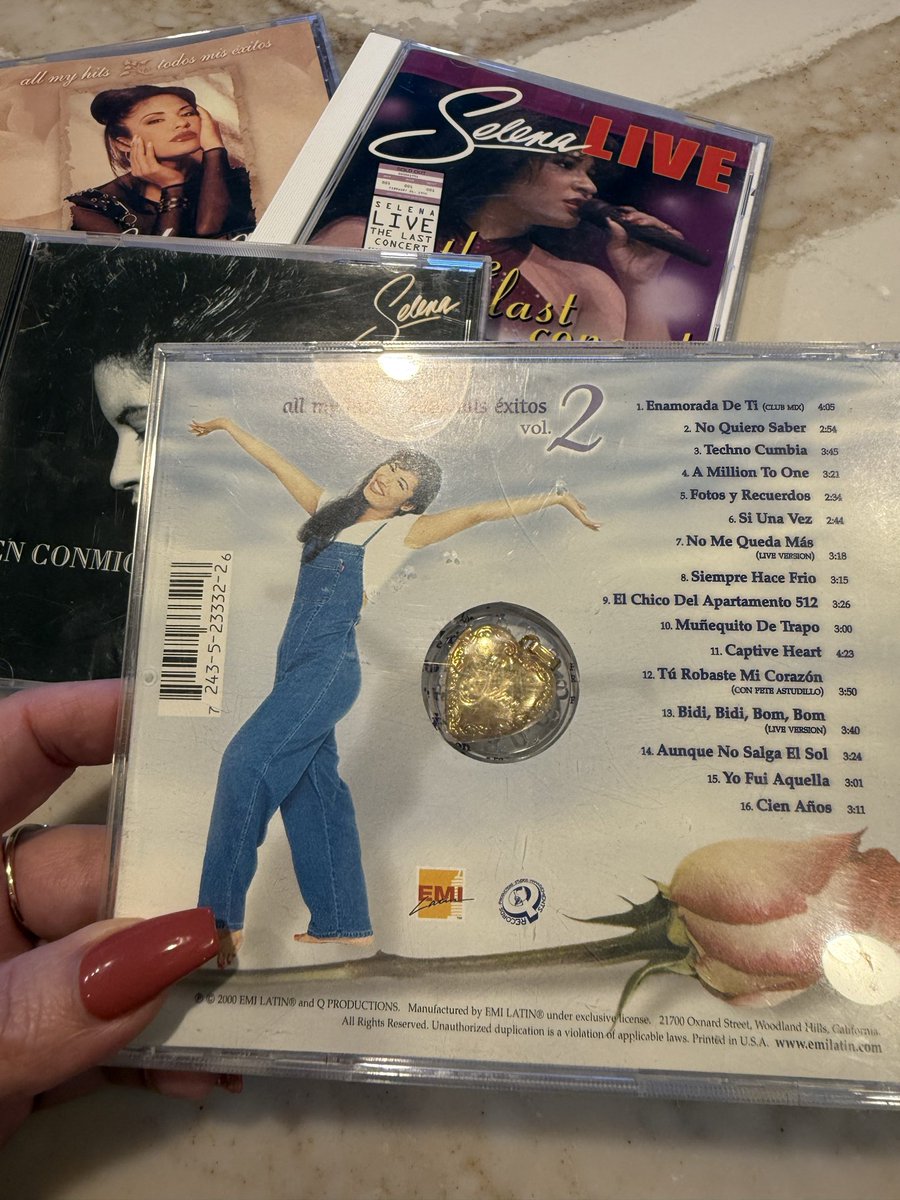 all my hits todos mis éxitos
Selena LIVE
SOLD OUT
SELENA
LIVE
THE LAST
CONCERT
the
last
concert
Selena
EN CONMIG
all my mis éxitos
vol. 2
1. Enamorada De Ti (CLUB MIX) 4:05
2. No Quiero Saber 2:54
3. Techno Cumbia 3:45
4. A Million To One 3:21
5. Fotos y Recuerdos 2:34
6. Si Una Vez 2:44
7. No Me Queda Más
(LIVE VERSION) 3:18
8. Siempre Hace Frio 3:15
9. El Chico Del Apartamento 512 3:26
10. Muñequito De Trapo 3:00
11. Captive Heart 4:23
12. Tú Robaste Mi Corazón
(CON PETE ASTUDILLO) 3:50
13. Bidi, Bidi, Bom, Bom
(LIVE VERSION) 3:40
14. Aunque No Salga El Sol 3:24
15. Yo Fui Aquella 3:01
16. Cien Años 3:11
7 243-5-23332-2 6
EMI
Latin
Q
RECORDS
℗ © 2000 EMI LATIN® and Q PRODUCTIONS. Manufactured by EMI LATIN® under exclusive license. 21700 Oxnard Street, Woodland Hills, California.
All Rights Reserved. Unauthorized duplication is a violation of applicable laws. Printed in U.S.A. www.emilatin.com